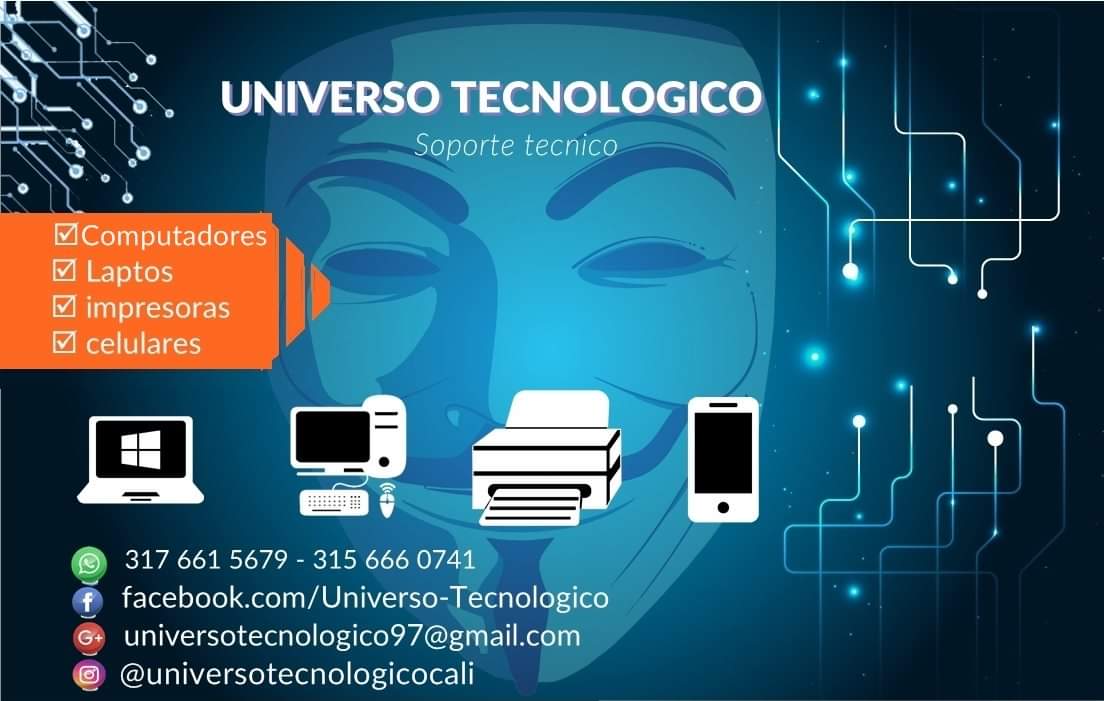 UNIVERSO TECNOLOGICO
Soporte tecnico
☑Computadores
☑ Laptos
☑ impresoras
☑ celulares
317 661 5679 - 315 666 0741
facebook.com/Universo-Tecnologico
G+ universotecnologico97@gmail.com
@universotecnologicocali